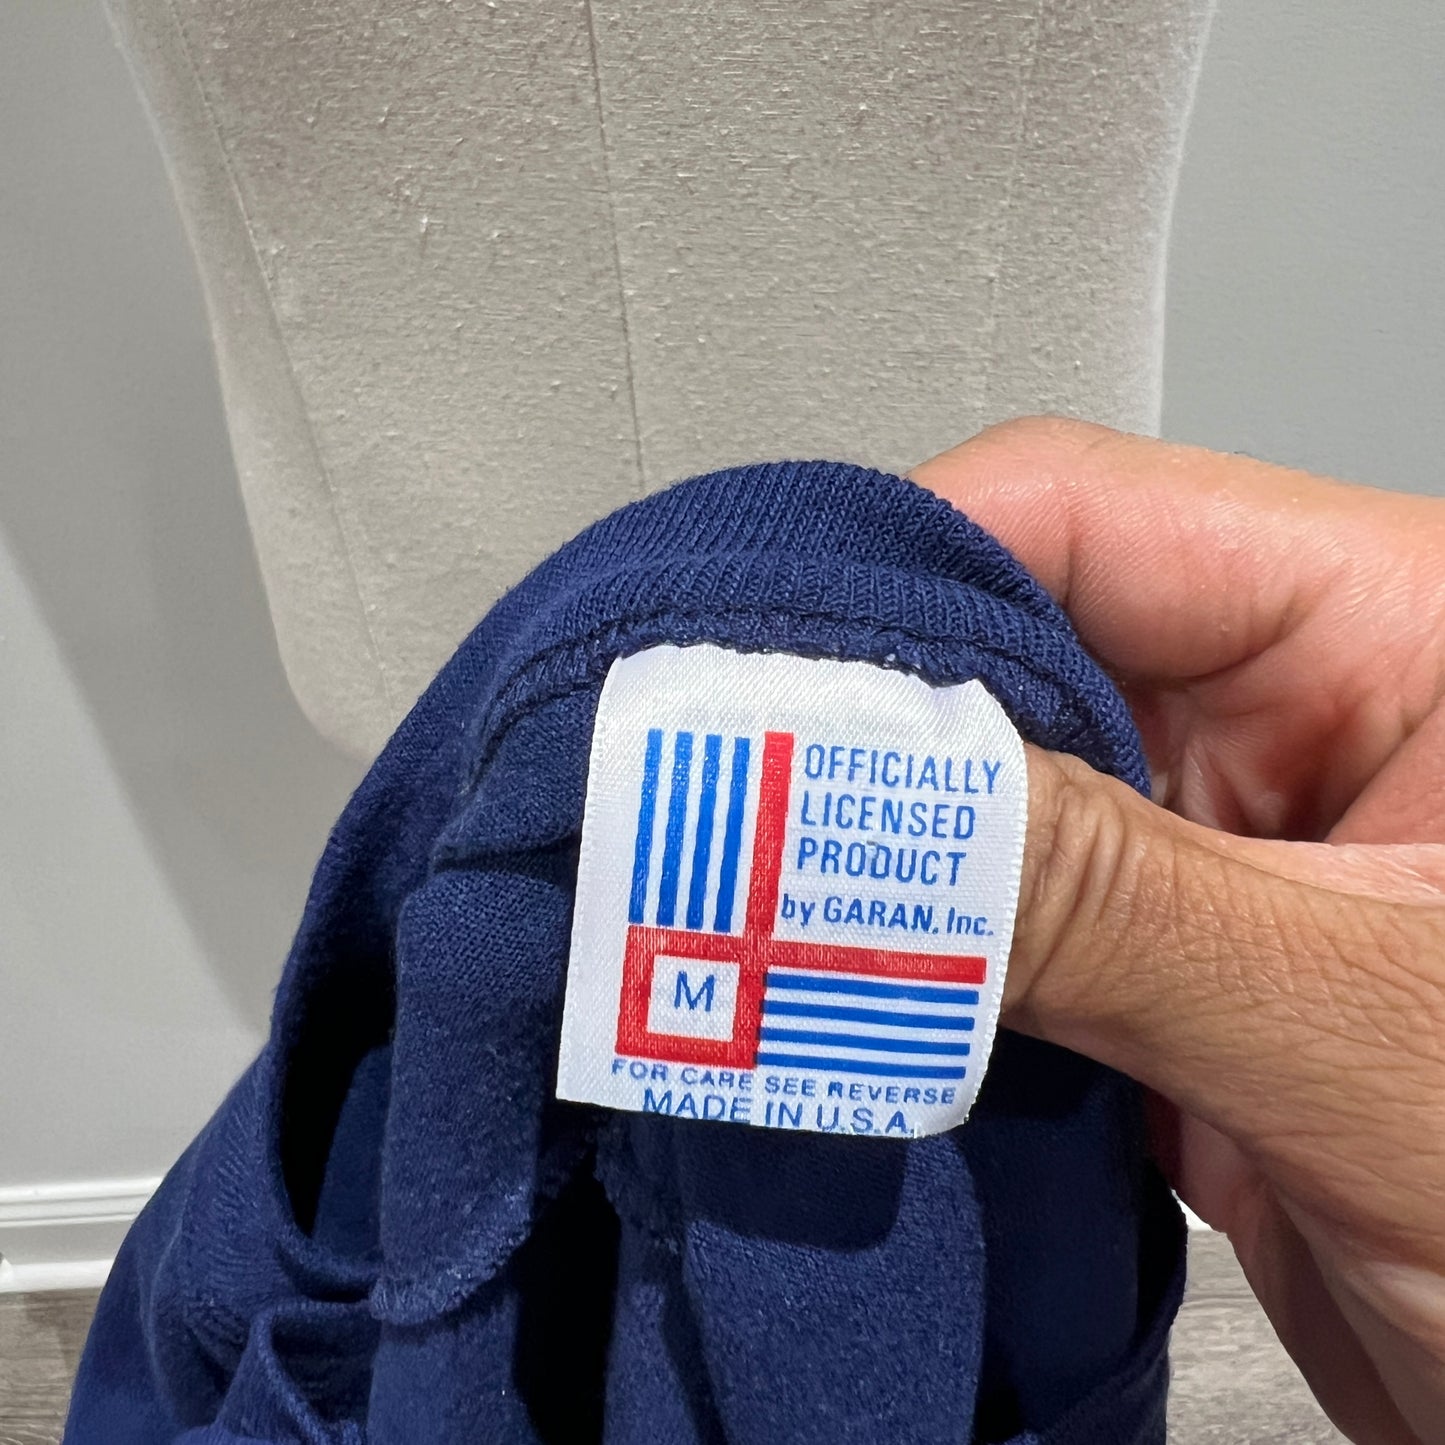 OFFICIALLY
LICENSED
PRODUCT
by GARAN, Inc.
M
FOR CARE SEE REVERSE
MADE IN U.S.A.